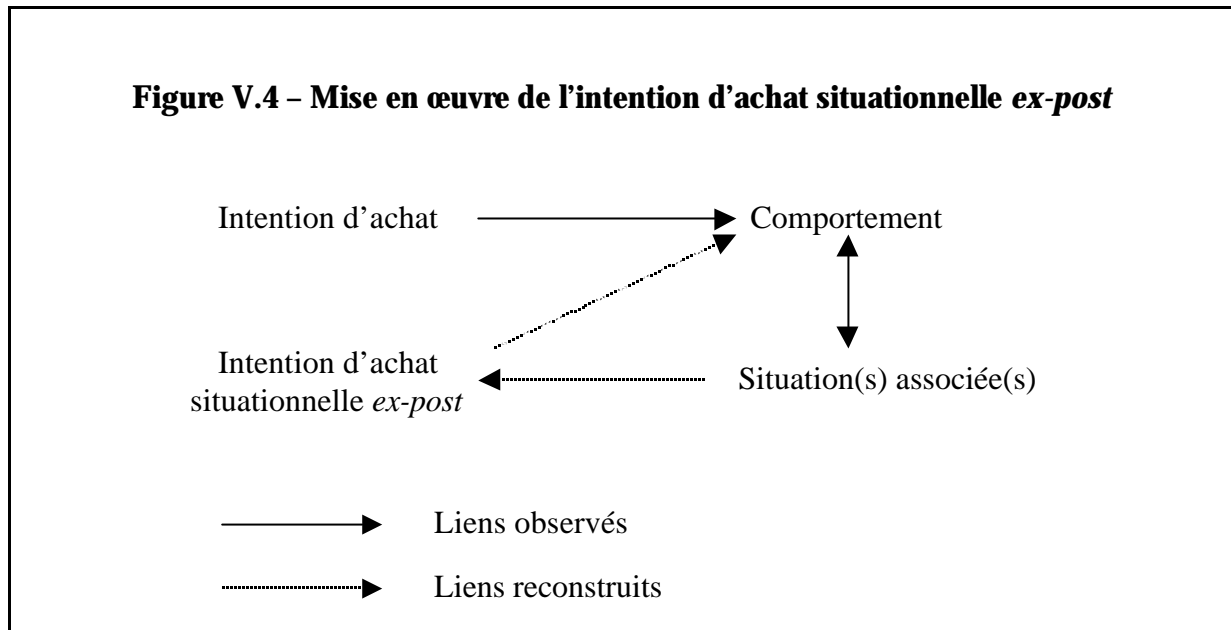 Figure V.4 – Mise en œuvre de l’intention d’achat situationnelle ex-post
Intention d’achat
Comportement
Intention d’achat
situationnelle ex-post
Situation(s) associée(s)
Liens observés
Liens reconstruits